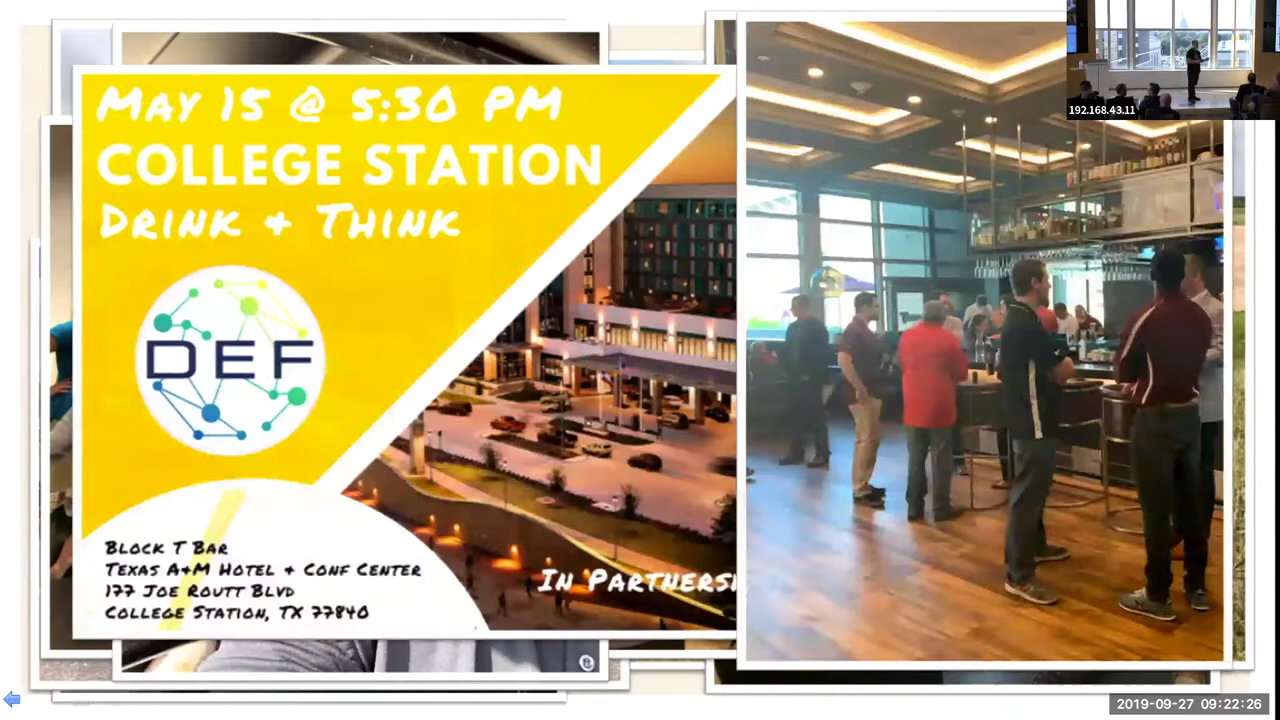 May 15 @ 5:30 PM
COLLEGE STATION
Drink + Think
DEF
Block T Bar
Texas A+M Hotel + Conf Center
177 Joe Routt Blvd
College Station, TX 77840
In Partnersh
192.168.43.11
2019-09-27 09:22:26